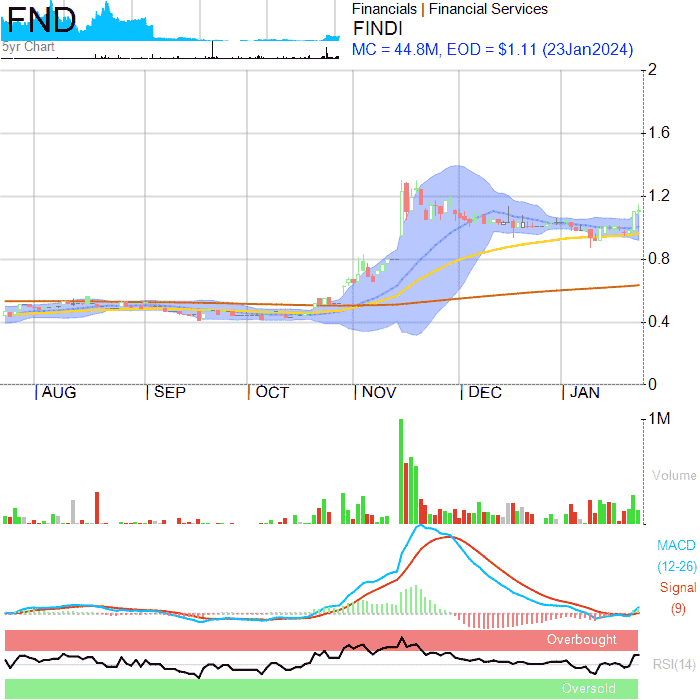 FND
5yr Chart
Financials | Financial Services
FINDI
MC = 44.8M, EOD = $1.11 (23Jan2024)
2
1.6
1.2
0.8
0.4
0
AUG SEP OCT NOV DEC JAN
1M
Volume
MACD
(12-26)
Signal
(9)
Overbought
RSI(14)
Oversold